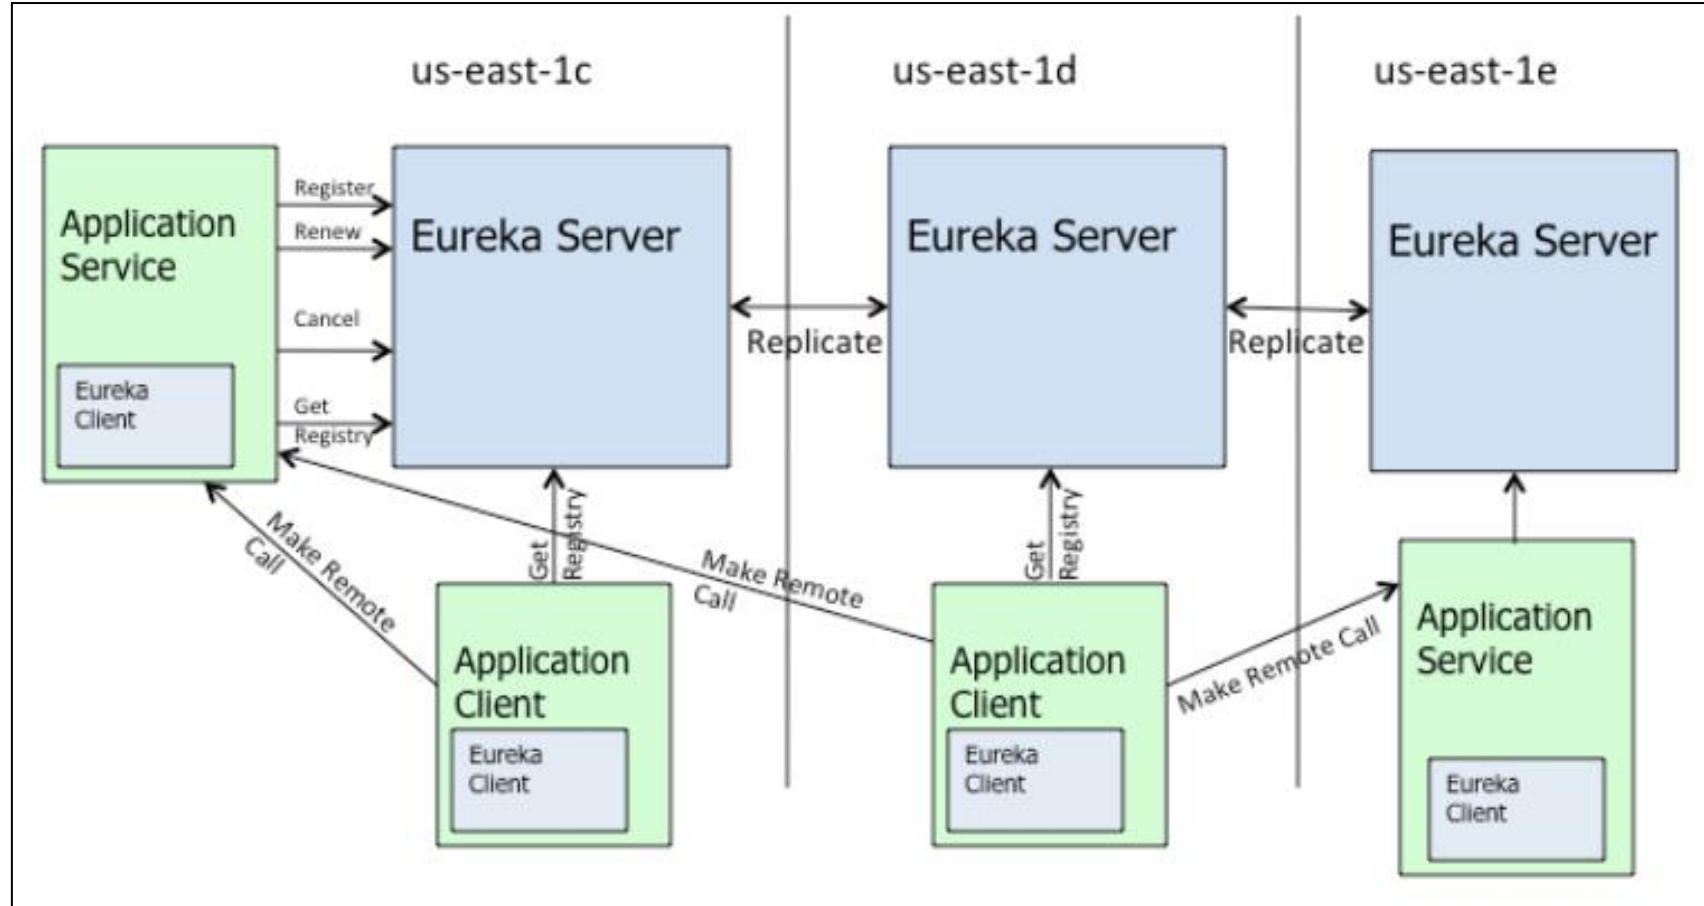 us-east-1c
us-east-1d
us-east-1e
Application
Service
Register
Renew
Cancel
Get
Registry
Eureka
Client
Eureka Server
Replicate
Eureka Server
Replicate
Eureka Server
Make Remote
Call
Get
Registry
Make Remote
Call
Get
Registry
Make Remote Call
Application
Client
Eureka
Client
Application
Client
Eureka
Client
Application
Service
Eureka
Client